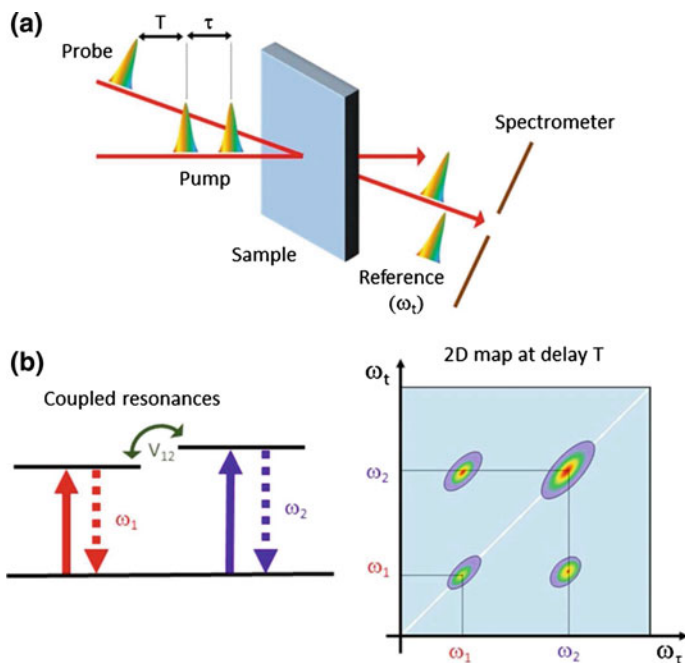 (a)
T
τ
Probe
Spectrometer
Pump
Sample
Reference
(ωt)
(b)
2D map at delay T
ωt
Coupled resonances
V12
ω1
ω2
ω2
ω1
ω1
ω2
ωτ